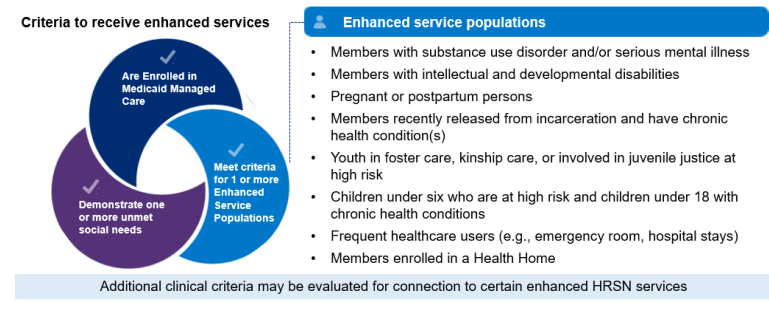 Criteria to receive enhanced services
Are Enrolled in
Medicaid Managed
Care
Meet criteria
for 1 or more
Enhanced
Service
Populations
Demonstrate one
or more unmet
social needs
Enhanced service populations
• Members with substance use disorder and/or serious mental illness
• Members with intellectual and developmental disabilities
• Pregnant or postpartum persons
• Members recently released from incarceration and have chronic
health condition(s)
• Youth in foster care, kinship care, or involved in juvenile justice at
high risk
• Children under six who are at high risk and children under 18 with
chronic health conditions
• Frequent healthcare users (e.g., emergency room, hospital stays)
• Members enrolled in a Health Home
Additional clinical criteria may be evaluated for connection to certain enhanced HRSN services